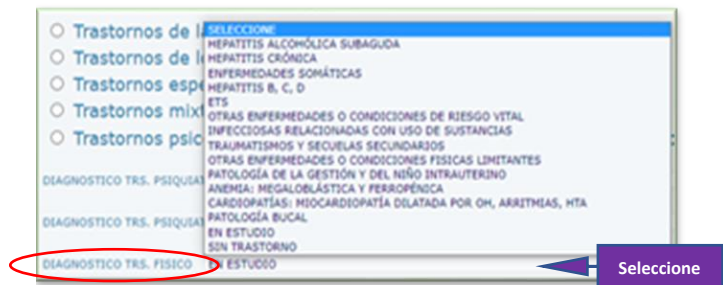 Trastornos de l
Trastornos de l
Trastornos espe
Trastornos mixt
Trastornos psic
SELECCIONE
HEPATITIS ALCOHÓLICA SUBAGUDA
HEPATITIS CRÓNICA
ENFERMEDADES SOMÁTICAS
HEPATITIS B, C, D
ETS
OTRAS ENFERMEDADES O CONDICIONES DE RIESGO VITAL
INFECCIOSAS RELACIONADAS CON USO DE SUSTANCIAS
TRAUMATISMOS Y SECUELAS SECUNDARIOS
OTRAS ENFERMEDADES O CONDICIONES FISICAS LIMITANTES
PATOLOGÍA DE LA GESTIÓN Y DEL NIÑO INTRAUTERINO
ANEMIA: MEGALOBLÁSTICA Y FERROPÉNICA
CARDIOPATÍAS: MIOCARDIOPATÍA DILATADA POR OH, ARRITMIAS, HTA
PATOLOGÍA BUCAL
EN ESTUDIO
SIN TRASTORNO
DIAGNOSTICO TRS. PSIQUIAT
DIAGNOSTICO TRS. PSIQUIAT
DIAGNOSTICO TRS. FISICO EN ESTUDIO
Seleccione